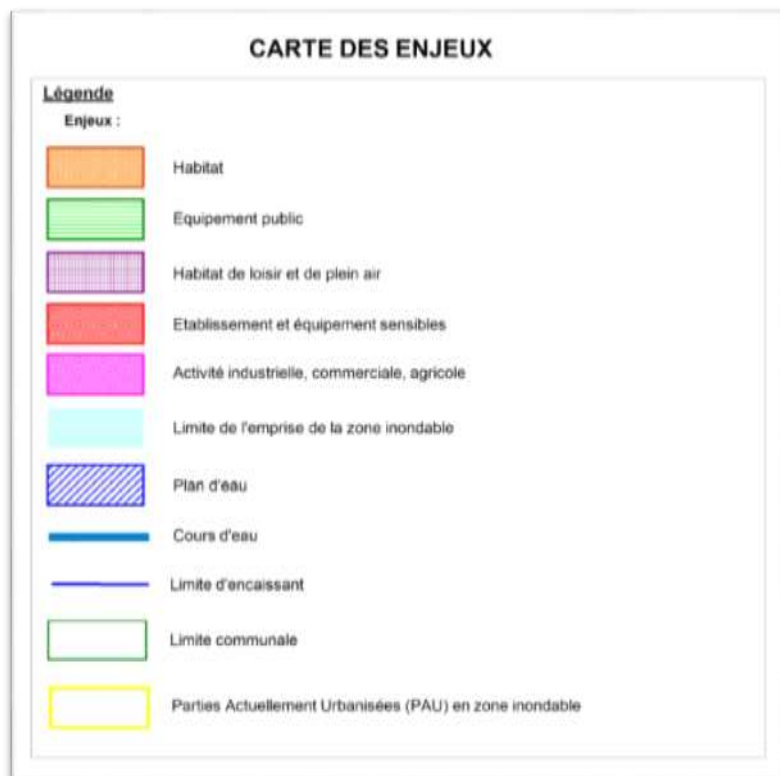 CARTE DES ENJEUX
Légende
Enjeux :
Habitat
Equipement public
Habitat de loisir et de plein air
Etablissement et équipement sensibles
Activité industrielle, commerciale, agricole
Limite de l'emprise de la zone inondable
Plan d'eau
Cours d'eau
Limite d'encaissant
Limite communale
Parties Actuellement Urbanisées (PAU) en zone inondable